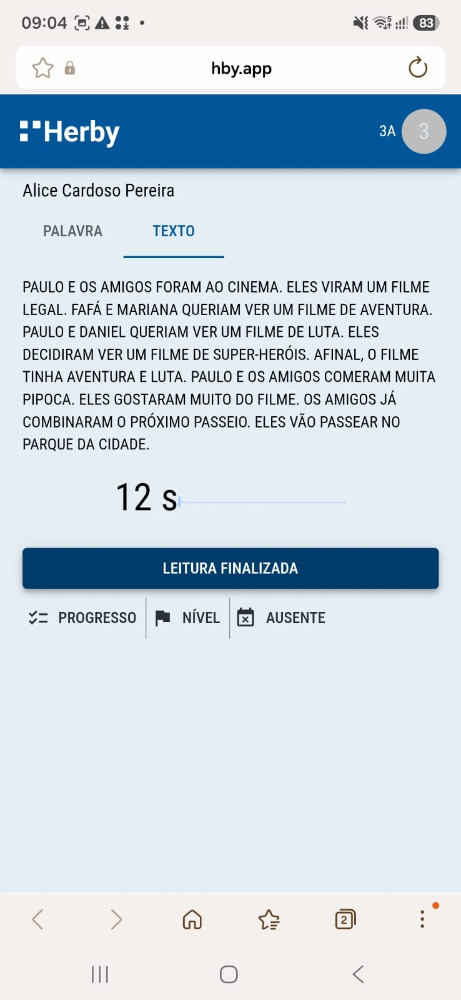 09:04
83
hby.app
Herby
3A
3
Alice Cardoso Pereira
PALAVRA
TEXTO
PAULO E OS AMIGOS FORAM AO CINEMA. ELES VIRAM UM FILME
LEGAL. FAFÁ E MARIANA QUERIAM VER UM FILME DE AVENTURA.
PAULO E DANIEL QUERIAM VER UM FILME DE LUTA. ELES
DECIDIRAM VER UM FILME DE SUPER-HERÓIS. AFINAL, O FILME
TINHA AVENTURA E LUTA. PAULO E OS AMIGOS COMERAM MUITA
PIPOCA. ELES GOSTARAM MUITO DO FILME. OS AMIGOS JÁ
COMBINARAM O PRÓXIMO PASSEIO. ELES VÃO PASSEAR NO
PARQUE DA CIDADE.
12 s
LEITURA FINALIZADA
PROGRESSO
NÍVEL
AUSENTE
2